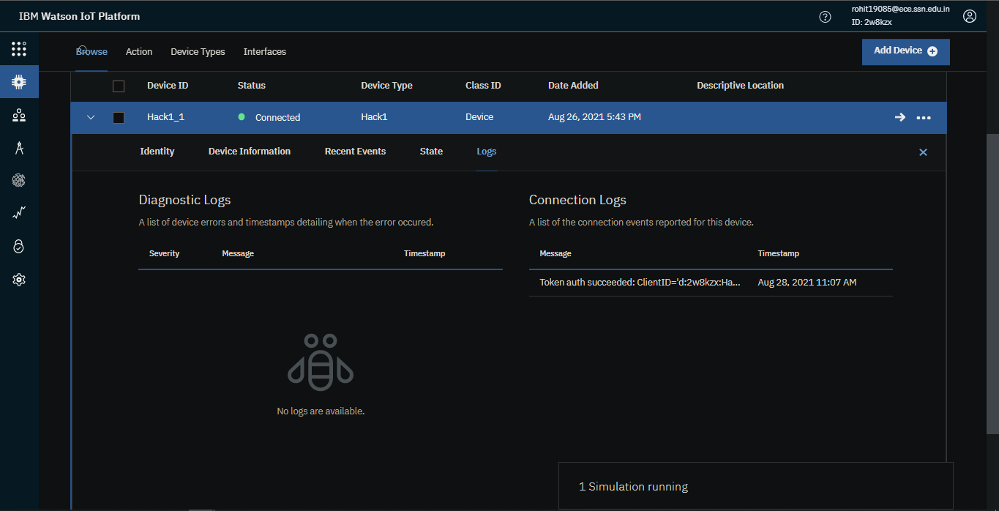 IBM Watson IoT Platform
rohit19085@ece.ssn.edu.in
ID: 2w8kzx
Browse Action Device Types Interfaces
Add Device
Device ID Status Device Type Class ID Date Added Descriptive Location
Hack1_1 Connected Hack1 Device Aug 26, 2021 5:43 PM
Identity Device Information Recent Events State Logs
Diagnostic Logs
A list of device errors and timestamps detailing when the error occured.
Severity Message Timestamp
No logs are available.
Connection Logs
A list of the connection events reported for this device.
Message Timestamp
Token auth succeeded: ClientID='d:2w8kzx:Ha... Aug 28, 2021 11:07 AM
1 Simulation running